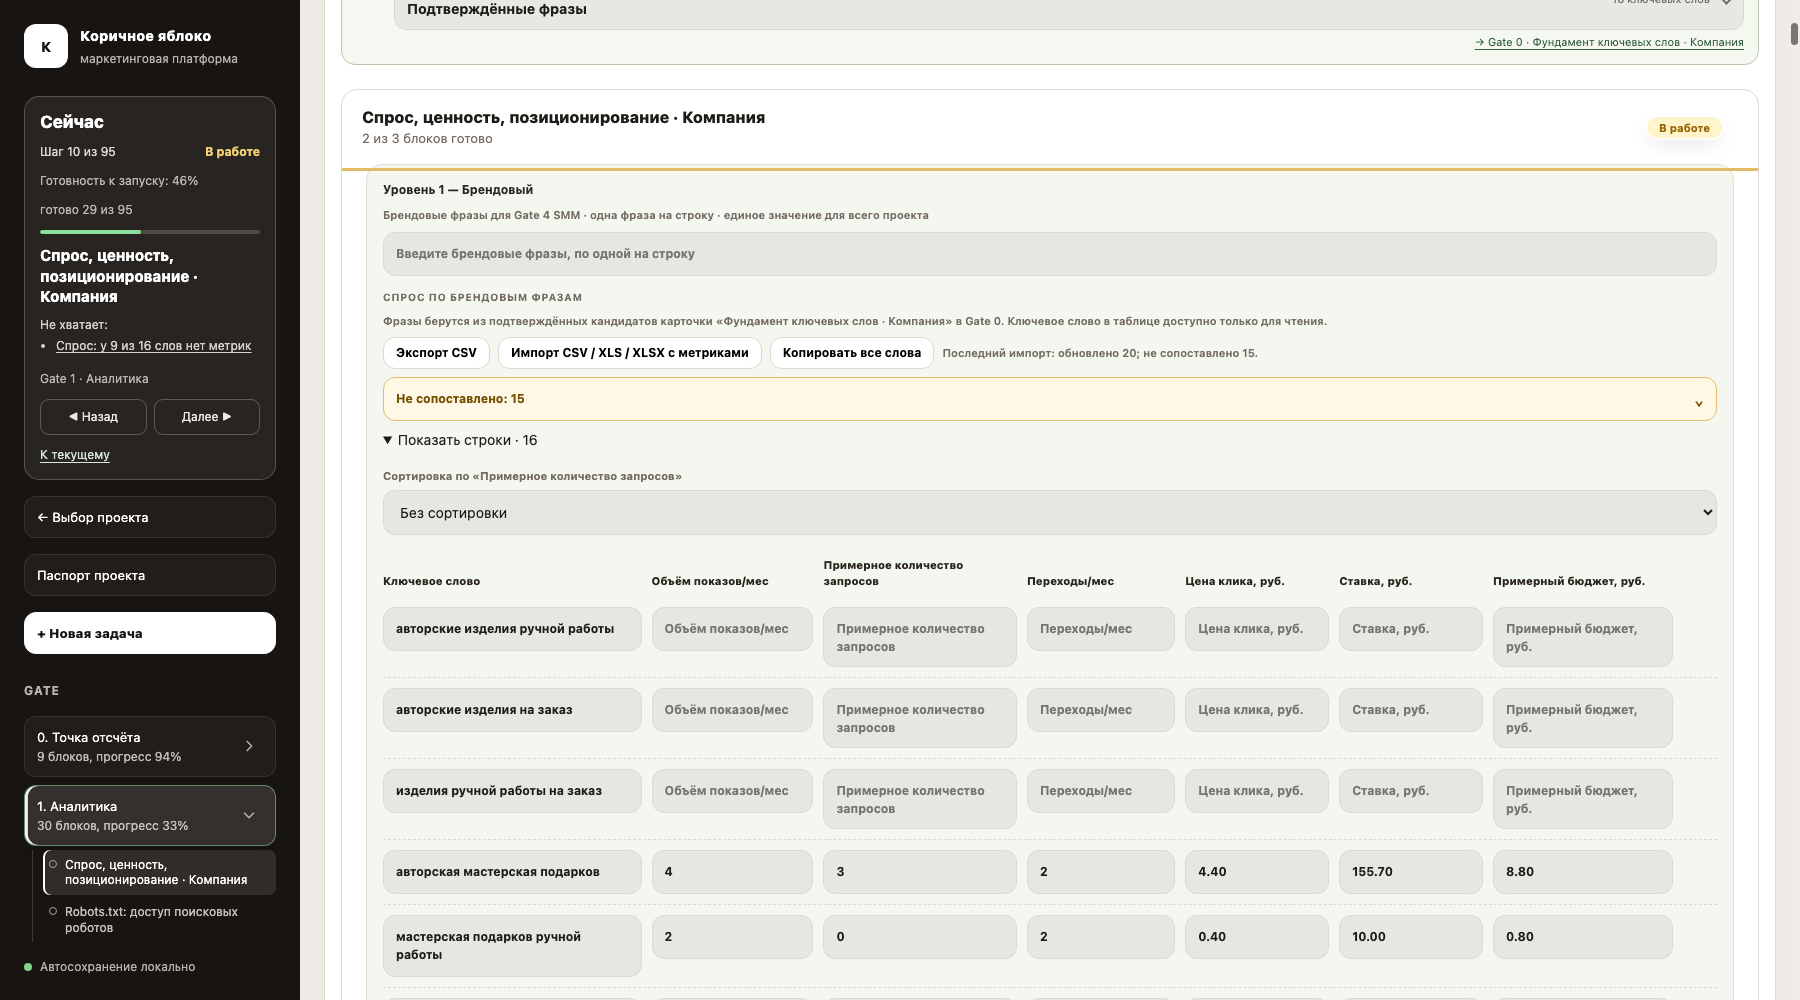 К
Коричное яблоко
маркетинговая платформа
Сейчас
Шаг 10 из 95
В работе
Готовность к запуску: 46%
готово 29 из 95
Спрос, ценность,
позиционирование ·
Компания
Не хватает:
• Спрос: у 9 из 16 слов нет метрик
Gate 1 · Аналитика
◀ Назад
Далее ▶
К текущему
← Выбор проекта
Паспорт проекта
+ Новая задача
GATE
0. Точка отсчёта
9 блоков, прогресс 94%
1. Аналитика
30 блоков, прогресс 33%
Спрос, ценность,
позиционирование · Компания
Robots.txt: доступ поисковых
роботов
Автосохранение локально
Подтверждённые фразы
→ Gate 0 · Фундамент ключевых слов · Компания
Спрос, ценность, позиционирование · Компания
2 из 3 блоков готово
В работе
Уровень 1 — Брендовый
Брендовые фразы для Gate 4 SMM · одна фраза на строку · единое значение для всего проекта
Введите брендовые фразы, по одной на строку
СПРОС ПО БРЕНДОВЫМ ФРАЗАМ
Фразы берутся из подтверждённых кандидатов карточки «Фундамент ключевых слов · Компания» в Gate 0. Ключевое слово в таблице доступно только для чтения.
Экспорт CSV
Импорт CSV / XLS / XLSX с метриками
Копировать все слова
Последний импорт: обновлено 20; не сопоставлено 15.
Не сопоставлено: 15
▼ Показать строки · 16
Сортировка по «Примерное количество запросов»
Без сортировки
Ключевое слово
Объём показов/мес
Примерное количество
запросов
Переходы/мес
Цена клика, руб.
Ставка, руб.
Примерный бюджет, руб.
авторские изделия ручной работы
Объём показов/мес
Примерное количество
запросов
Переходы/мес
Цена клика, руб.
Ставка, руб.
Примерный бюджет,
руб.
авторские изделия на заказ
Объём показов/мес
Примерное количество
запросов
Переходы/мес
Цена клика, руб.
Ставка, руб.
Примерный бюджет,
руб.
изделия ручной работы на заказ
Объём показов/мес
Примерное количество
запросов
Переходы/мес
Цена клика, руб.
Ставка, руб.
Примерный бюджет,
руб.
авторская мастерская подарков
4
3
2
4.40
155.70
8.80
мастерская подарков ручной
работы
2
0
2
0.40
10.00
0.80